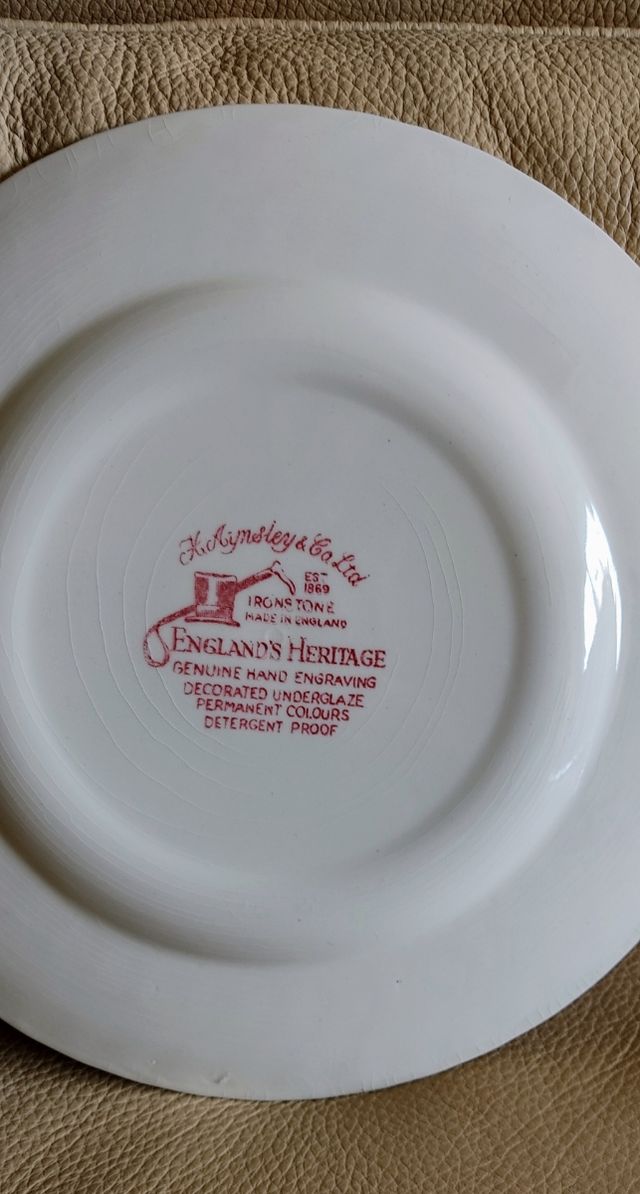 H. Aynsley & Co Ltd
EST
1869
IRONSTONE
MADE IN ENGLAND
ENGLAND'S HERITAGE
GENUINE HAND ENGRAVING
DECORATED UNDERGLAZE
PERMANENT COLOURS
DETERGENT PROOF